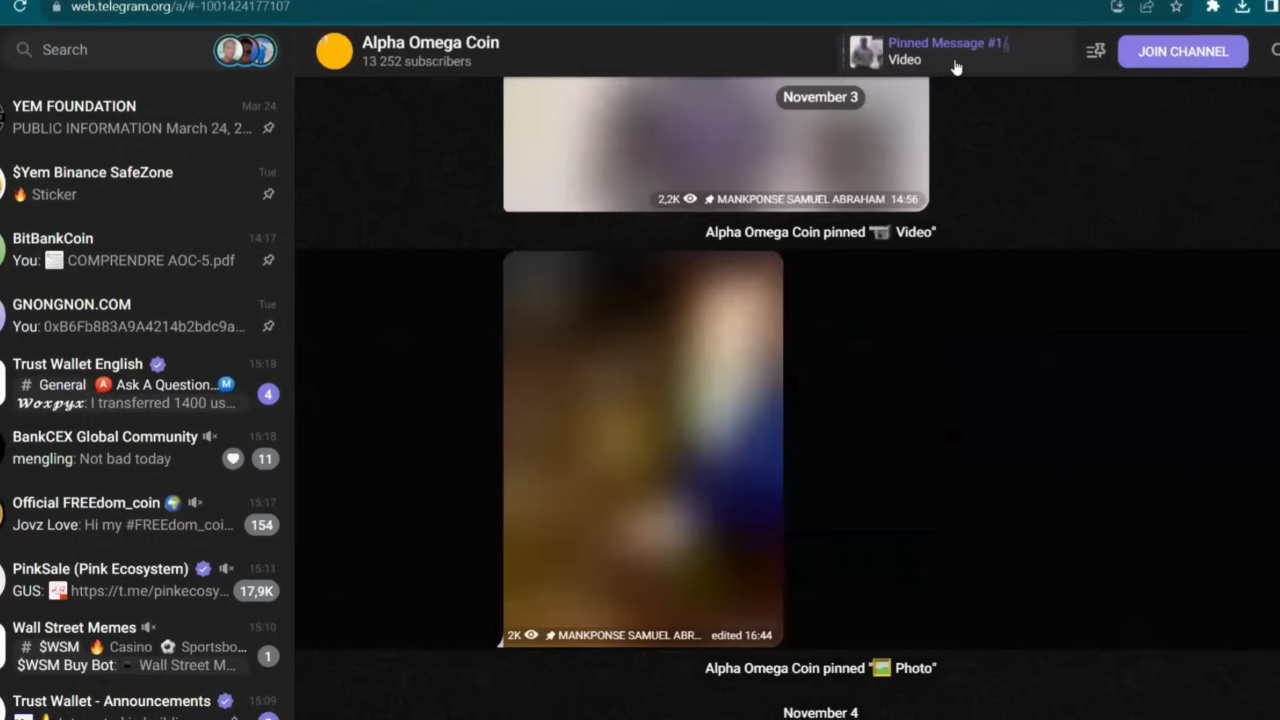 web.telegram.org/a/#-1001424177107
Search
YEM FOUNDATION Mar 24
PUBLIC INFORMATION March 24, 2...
$Yem Binance SafeZone Tue
🔥 Sticker
BitBankCoin 14:17
You: COMPRENDRE AOC-5.pdf
GNONGNON.COM Tue
You: 0xB6Fb883A9A4214b2bdc9a...
Trust Wallet English 15:18
# General A Ask A Question... M
𝓦𝓸𝔁𝓹𝔂𝔁: I transferred 1400 us... 4
BankCEX Global Community 15:18
mengling: Not bad today 11
Official FREEdom_coin 🌍 15:17
Jovz Love: Hi my #FREEdom_coi... 154
PinkSale (Pink Ecosystem) 15:11
GUS: https://t.me/pinkecosy... 17,9K
Wall Street Memes 15:10
# $WSM 🔥 Casino ⚽ Sportsbo...
$WSM Buy Bot: Wall Street M... 1
Trust Wallet - Announcements 15:09
Alpha Omega Coin
13 252 subscribers
Pinned Message #1
Video
JOIN CHANNEL
November 3
2,2K MANKPONSE SAMUEL ABRAHAM 14:56
Alpha Omega Coin pinned "📹 Video"
2K MANKPONSE SAMUEL ABR... edited 16:44
Alpha Omega Coin pinned "🖼 Photo"
November 4